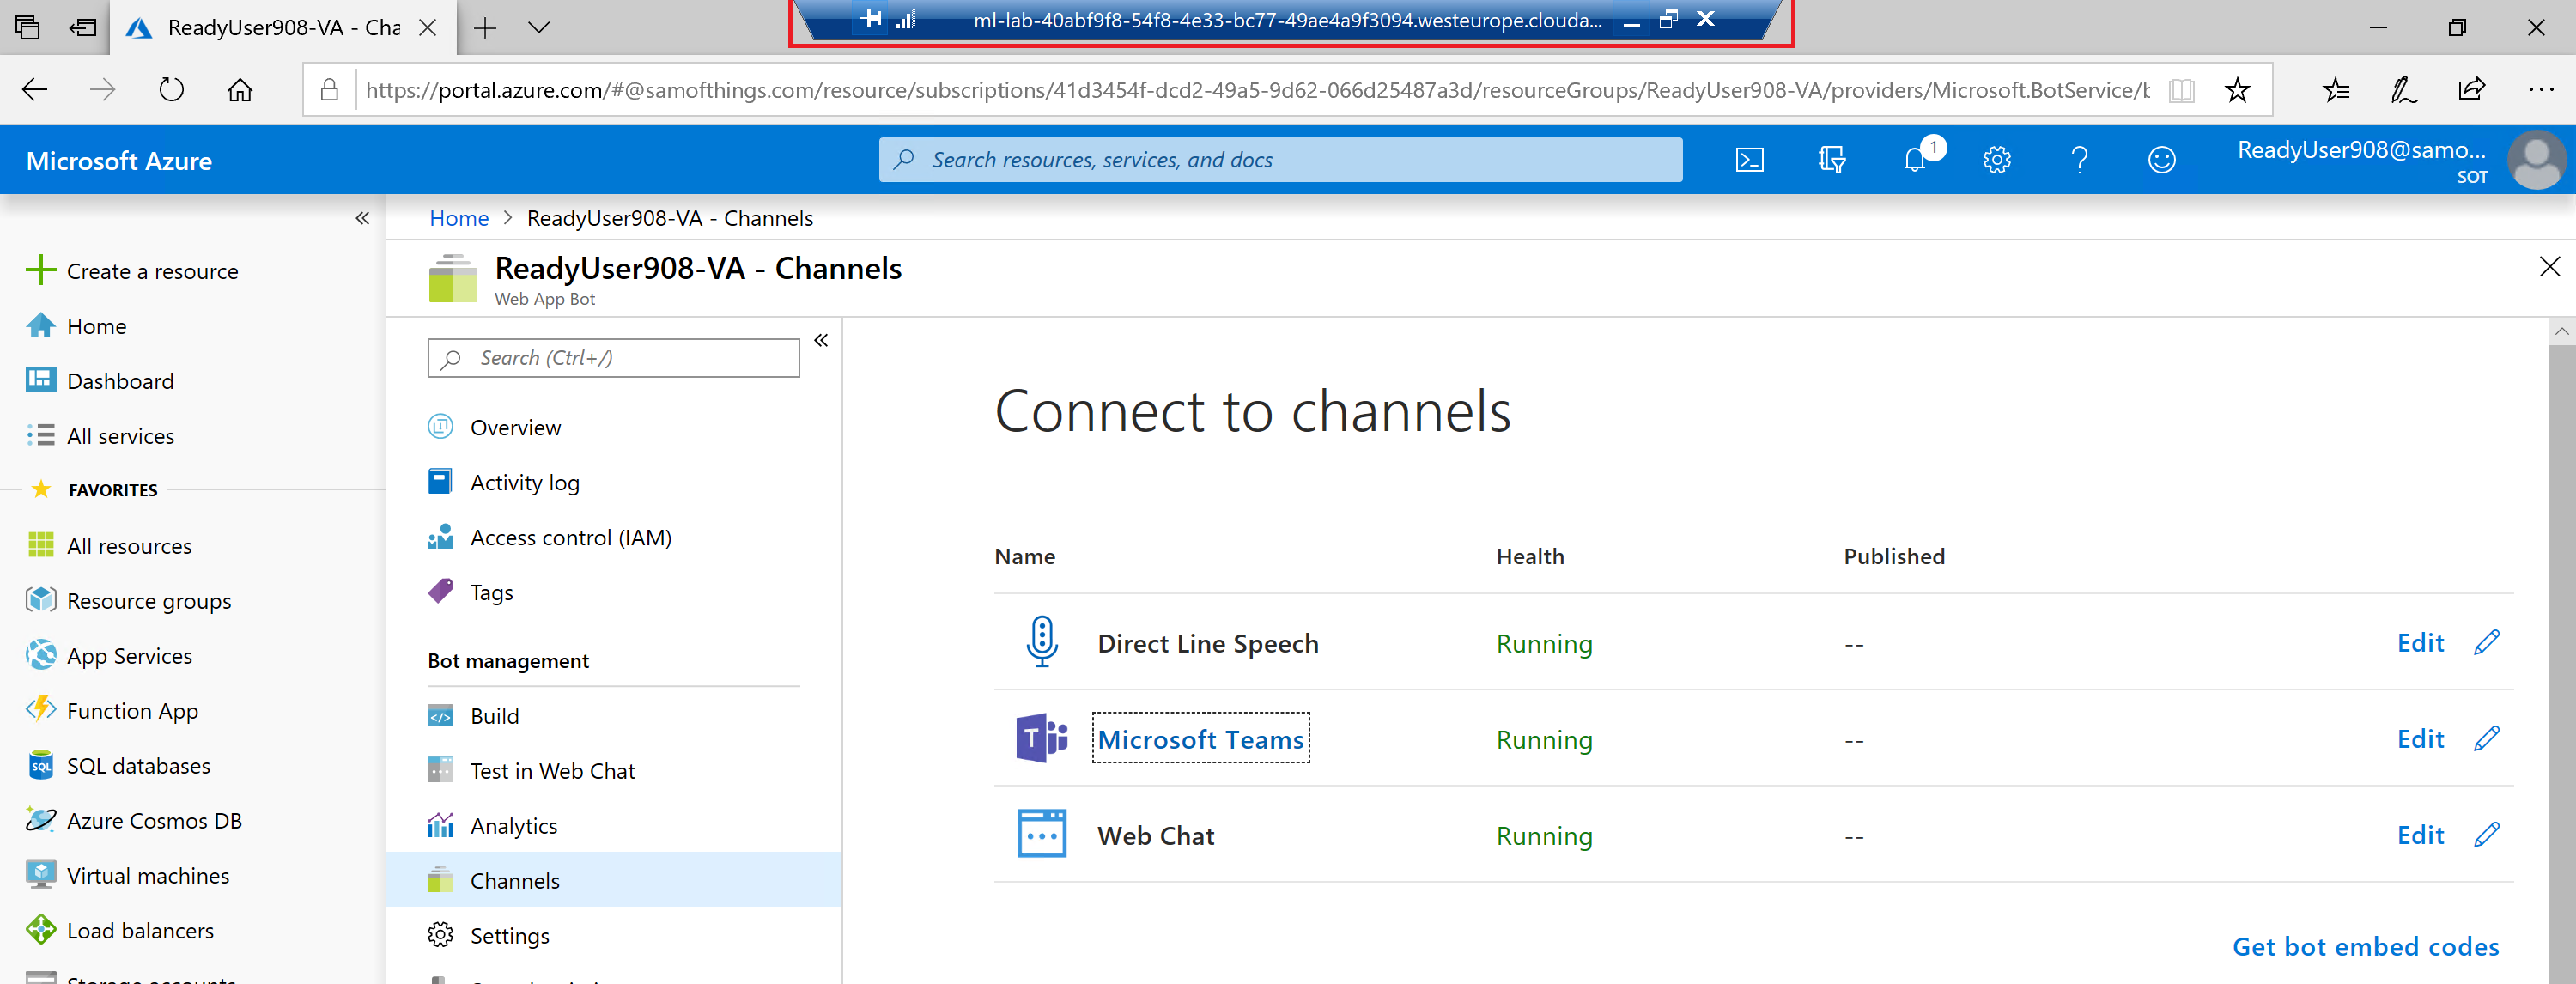 ReadyUser908-VA - Cha
ml-lab-40abf9f8-54f8-4e33-bc77-49ae4a9f3094.westeurope.clouda...
https://portal.azure.com/#@samofthings.com/resource/subscriptions/41d3454f-dcd2-49a5-9d62-066d25487a3d/resourceGroups/ReadyUser908-VA/providers/Microsoft.BotService/b
Microsoft Azure
Search resources, services, and docs
1
ReadyUser908@samo...
SOT
Home > ReadyUser908-VA - Channels
ReadyUser908-VA - Channels
Web App Bot
Create a resource
Home
Dashboard
All services
FAVORITES
All resources
Resource groups
App Services
Function App
SQL databases
Azure Cosmos DB
Virtual machines
Load balancers
Storage accounts
Search (Ctrl+/)
Overview
Activity log
Access control (IAM)
Tags
Bot management
Build
Test in Web Chat
Analytics
Channels
Settings
Connect to channels
Name Health Published
Direct Line Speech Running -- Edit
Microsoft Teams Running -- Edit
Web Chat Running -- Edit
Get bot embed codes